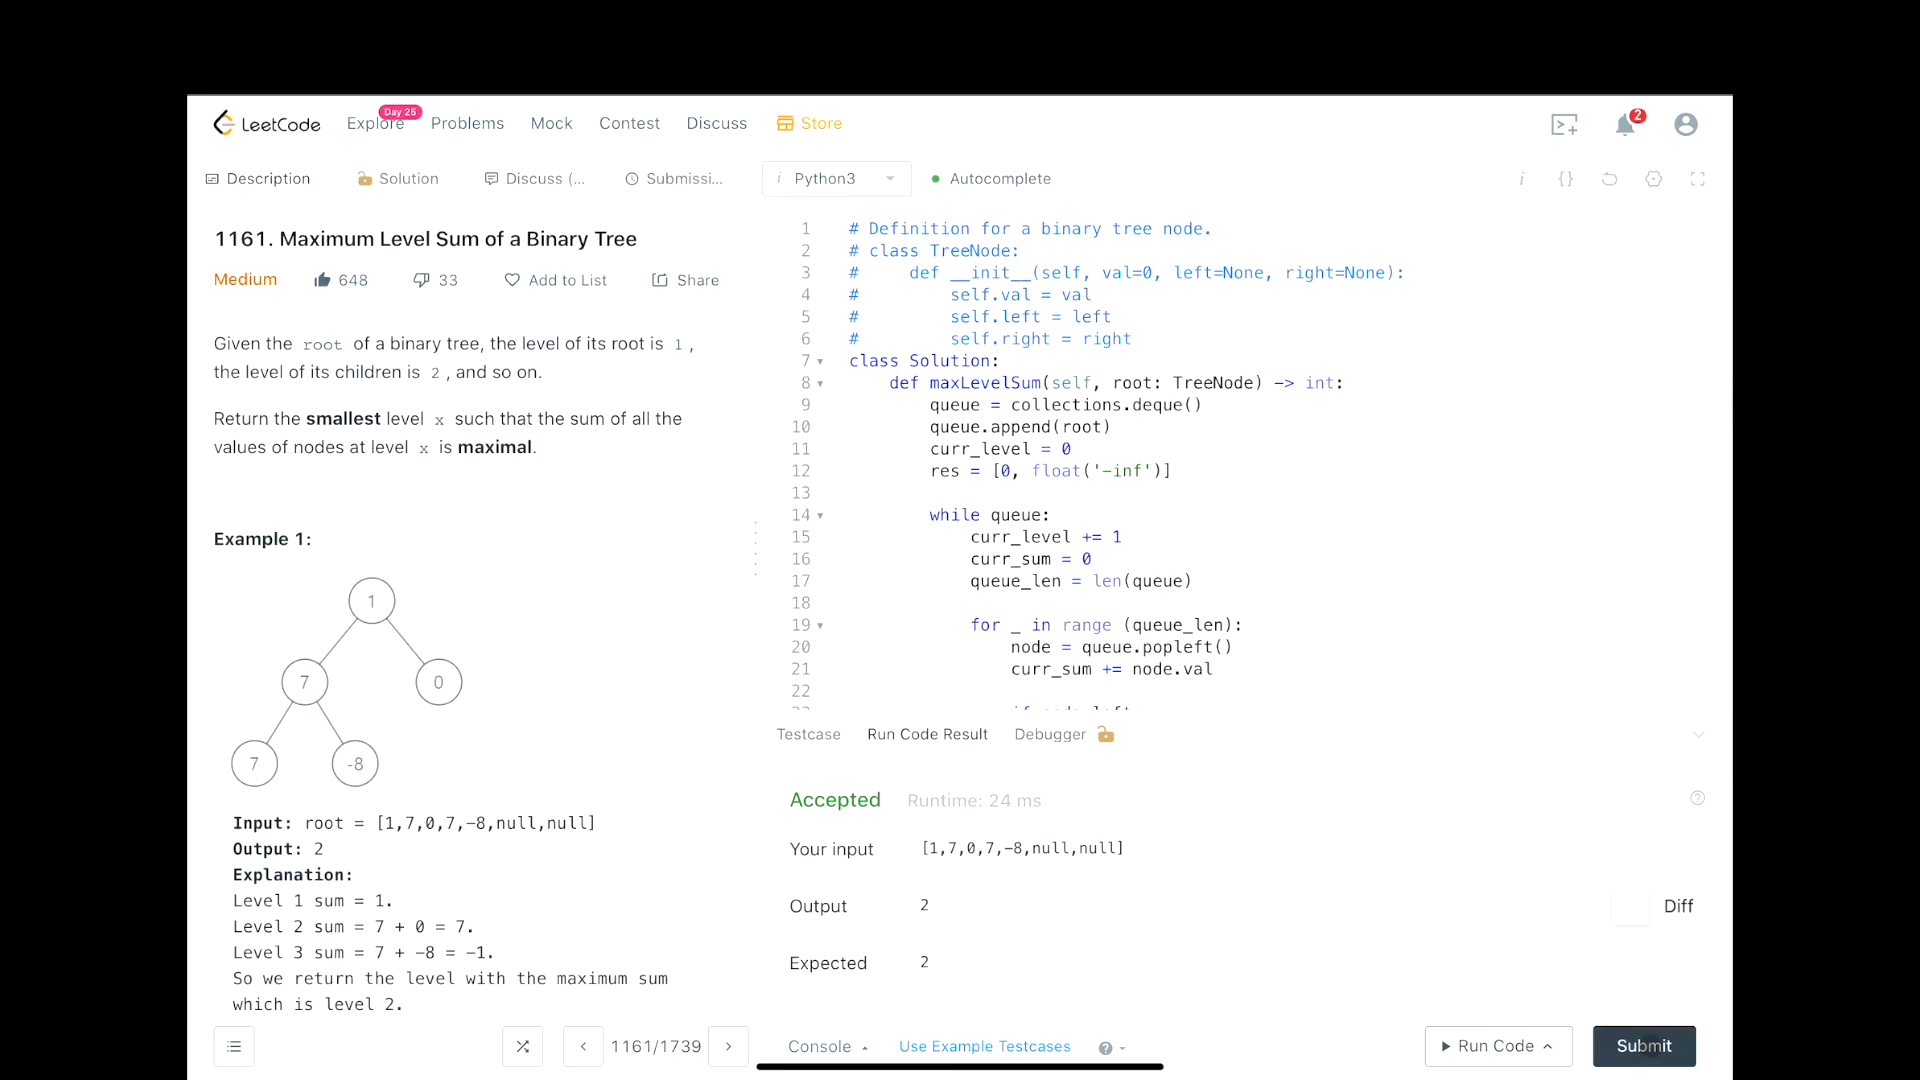 LeetCode
Explore
Day 25
Problems
Mock
Contest
Discuss
Store
2
Description
Solution
Discuss (...
Submissi...
i Python3
Autocomplete
i {}
1161. Maximum Level Sum of a Binary Tree
Medium
648
33
Add to List
Share
Given the root of a binary tree, the level of its root is 1 ,
the level of its children is 2 , and so on.
Return the smallest level x such that the sum of all the
values of nodes at level x is maximal.
Example 1:
1
7
0
7
-8
Input: root = [1,7,0,7,-8,null,null]
Output: 2
Explanation:
Level 1 sum = 1.
Level 2 sum = 7 + 0 = 7.
Level 3 sum = 7 + -8 = -1.
So we return the level with the maximum sum
which is level 2.
1161/1739
1 # Definition for a binary tree node.
2 # class TreeNode:
3 #     def __init__(self, val=0, left=None, right=None):
4 #         self.val = val
5 #         self.left = left
6 #         self.right = right
7 class Solution:
8     def maxLevelSum(self, root: TreeNode) -> int:
9         queue = collections.deque()
10         queue.append(root)
11         curr_level = 0
12         res = [0, float('-inf')]
13
14         while queue:
15             curr_level += 1
16             curr_sum = 0
17             queue_len = len(queue)
18
19             for _ in range (queue_len):
20                 node = queue.popleft()
21                 curr_sum += node.val
22
Testcase
Run Code Result
Debugger
Accepted
Runtime: 24 ms
Your input
[1,7,0,7,-8,null,null]
Output
2
Diff
Expected
2
Console
Use Example Testcases
Run Code
Submit